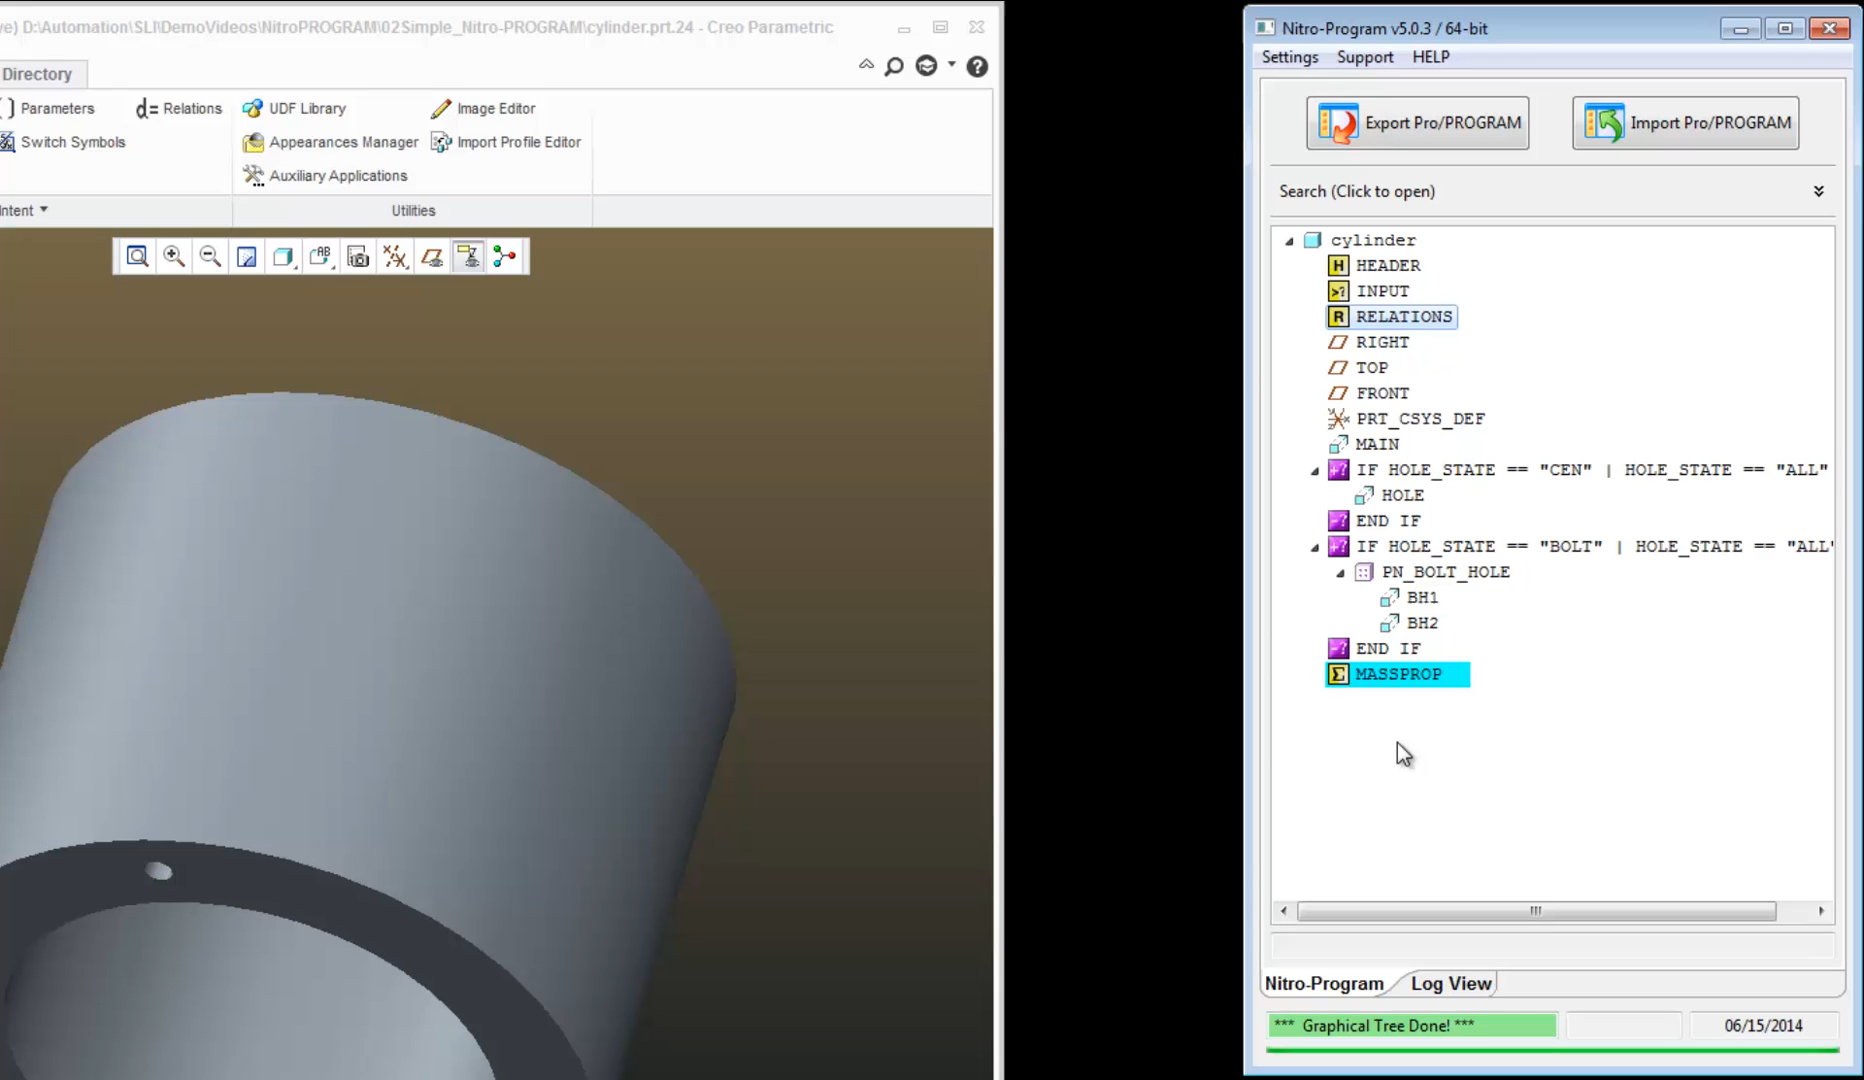 ve) D:\Automation\SLI\DemoVideos\NitroPROGRAM\02Simple_Nitro-PROGRAM\cylinder.prt.24 - Creo Parametric
Directory
Parameters
d= Relations
UDF Library
Image Editor
Switch Symbols
Appearances Manager
Import Profile Editor
Auxiliary Applications
Intent
Utilities
Nitro-Program v5.0.3 / 64-bit
Settings Support HELP
Export Pro/PROGRAM
Import Pro/PROGRAM
Search (Click to open)
cylinder
H HEADER
>? INPUT
R RELATIONS
RIGHT
TOP
FRONT
PRT_CSYS_DEF
MAIN
+? IF HOLE_STATE == "CEN" | HOLE_STATE == "ALL"
HOLE
-? END IF
+? IF HOLE_STATE == "BOLT" | HOLE_STATE == "ALL"
PN_BOLT_HOLE
BH1
BH2
-? END IF
Σ MASSPROP
Nitro-Program
Log View
*** Graphical Tree Done! ***
06/15/2014